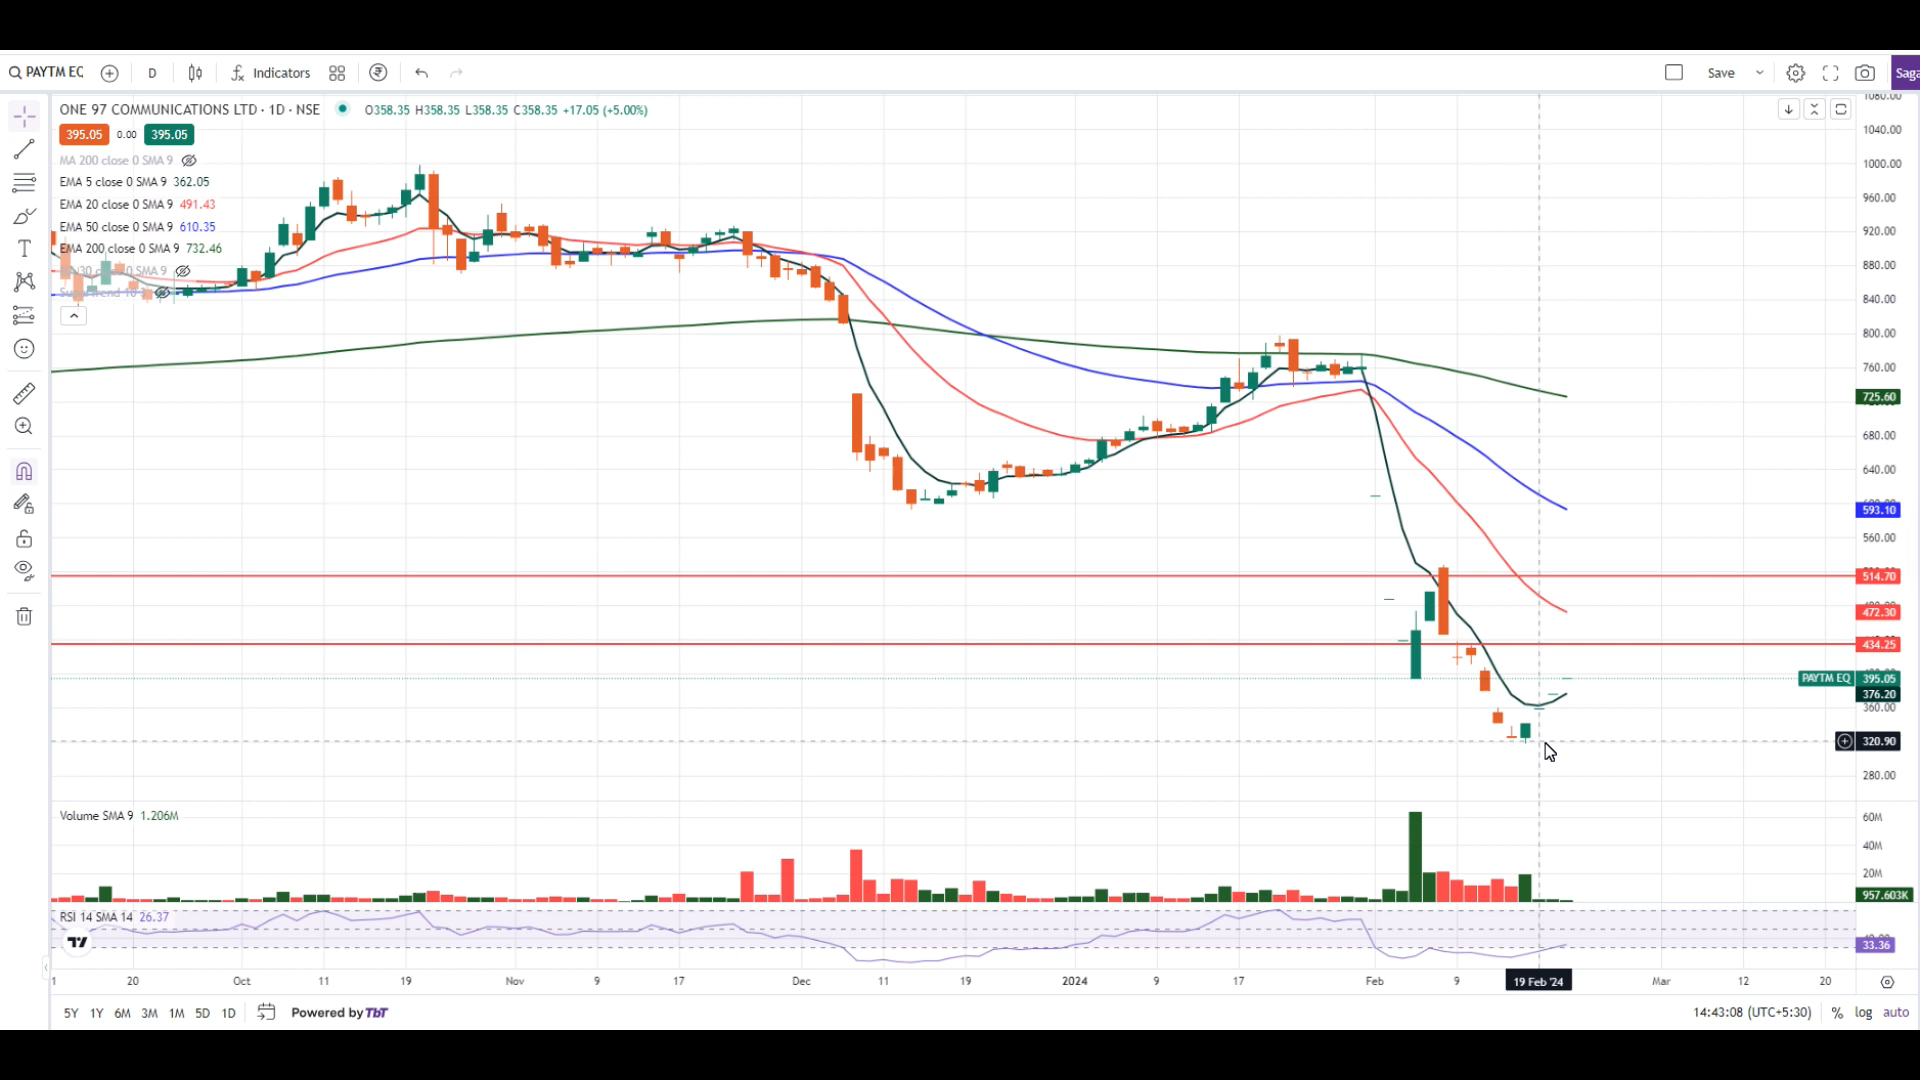 PAYTM EQ D Indicators Save Saga
ONE 97 COMMUNICATIONS LTD · 1D · NSE O358.35 H358.35 L358.35 C358.35 +17.05 (+5.00%)
395.05 0.00 395.05
MA 200 close 0 SMA 9
EMA 5 close 0 SMA 9 362.05
EMA 20 close 0 SMA 9 491.43
EMA 50 close 0 SMA 9 610.35
EMA 200 close 0 SMA 9 732.46
1080.00
1040.00
1000.00
960.00
920.00
880.00
840.00
800.00
760.00
725.60
680.00
640.00
593.10
560.00
514.70
472.30
434.25
PAYTM EQ 395.05
376.20
360.00
320.90
280.00
Volume SMA 9 1.206M
60M
40M
20M
957.603K
RSI 14 SMA 14 26.37
33.36
20 Oct 11 19 Nov 9 17 Dec 11 19 2024 9 17 Feb 9 19 Feb '24 Mar 12 20
5Y 1Y 6M 3M 1M 5D 1D Powered by TbT 14:43:08 (UTC+5:30) % log auto